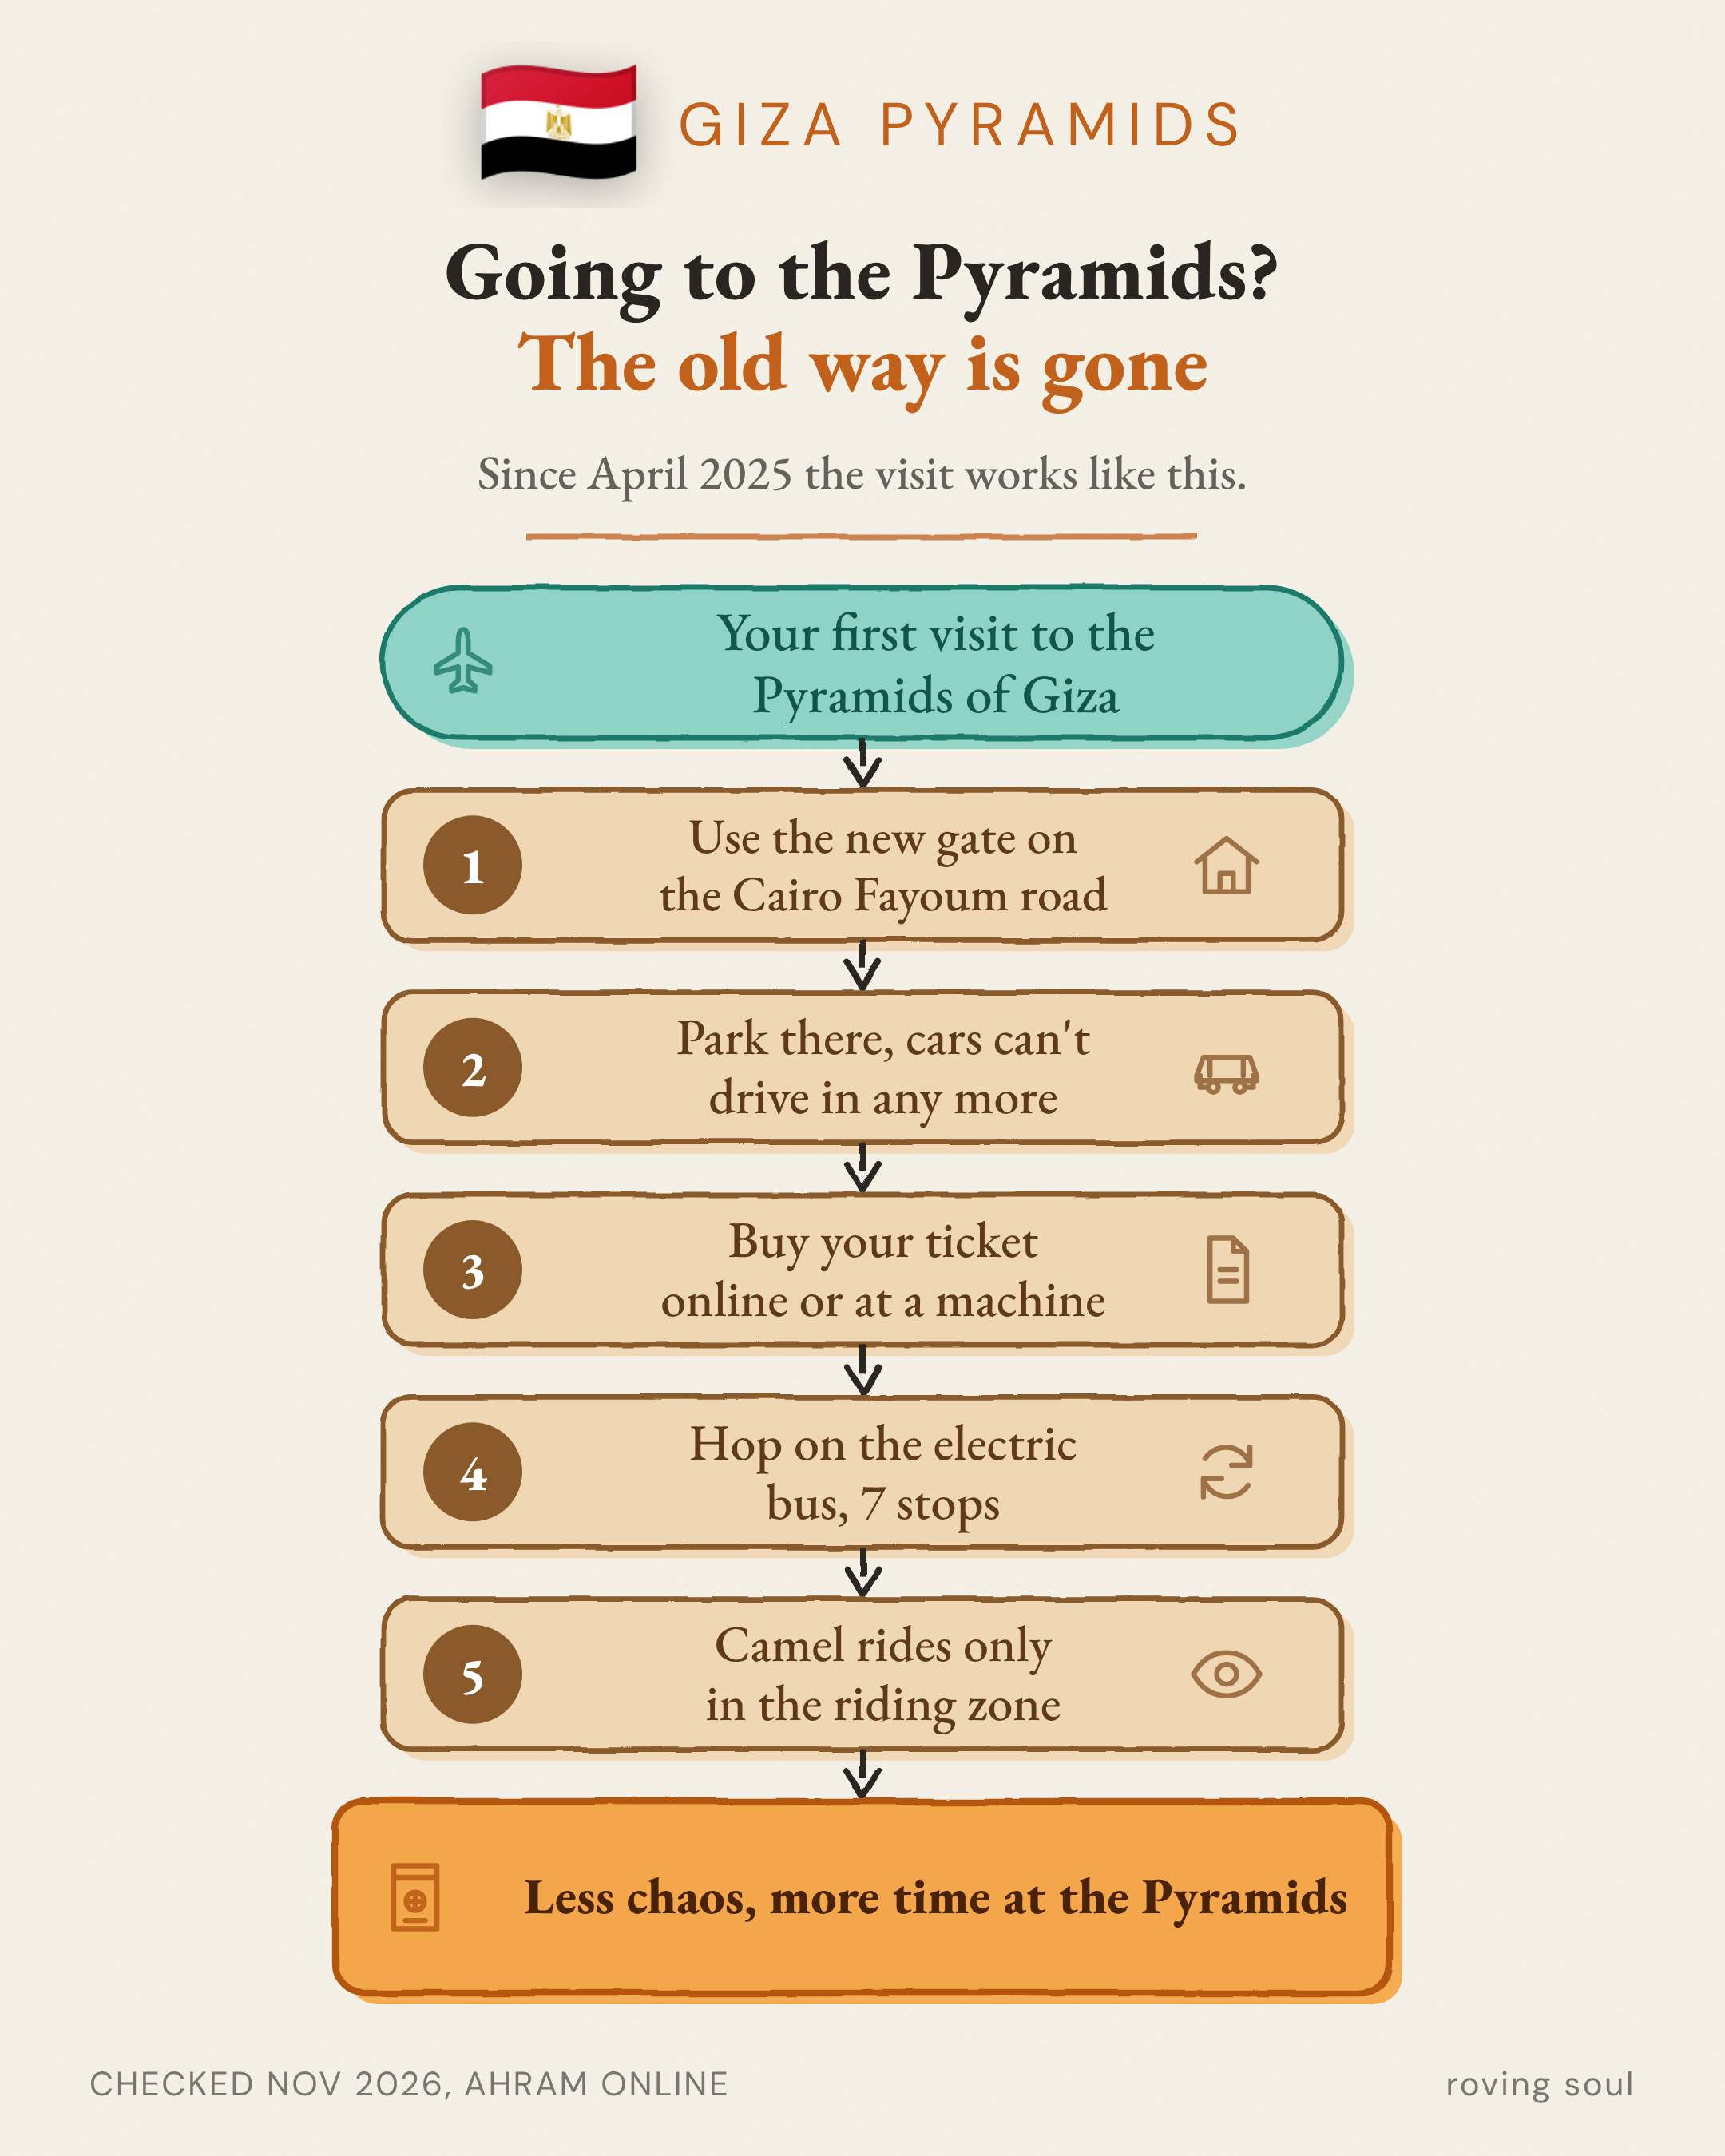 GIZA PYRAMIDS
Going to the Pyramids?
The old way is gone
Since April 2025 the visit works like this.
Your first visit to the
Pyramids of Giza
1
Use the new gate on
the Cairo Fayoum road
2
Park there, cars can't
drive in any more
3
Buy your ticket
online or at a machine
4
Hop on the electric
bus, 7 stops
5
Camel rides only
in the riding zone
Less chaos, more time at the Pyramids
CHECKED NOV 2026, AHRAM ONLINE
roving soul